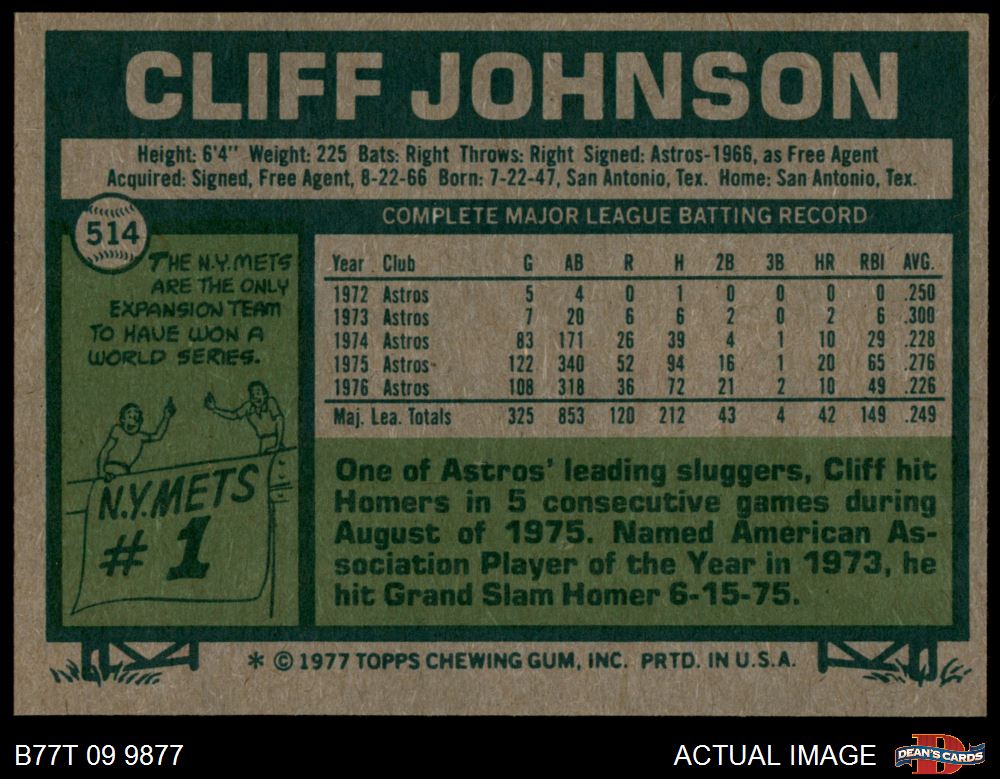 CLIFF JOHNSON
Height: 6'4" Weight: 225 Bats: Right Throws: Right Signed: Astros-1966, as Free Agent
Acquired: Signed, Free Agent, 8-22-66 Born: 7-22-47, San Antonio, Tex. Home: San Antonio, Tex.
514
THE N.Y. METS
ARE THE ONLY
EXPANSION TEAM
TO HAVE WON A
WORLD SERIES.
N.Y. METS
# 1
COMPLETE MAJOR LEAGUE BATTING RECORD
Year Club G AB R H 2B 3B HR RBI AVG.
1972 Astros 5 4 0 1 0 0 0 0 .250
1973 Astros 7 20 6 6 2 0 2 6 .300
1974 Astros 83 171 26 39 4 1 10 29 .228
1975 Astros 122 340 52 94 16 1 20 65 .276
1976 Astros 108 318 36 72 21 2 10 49 .226
Maj. Lea. Totals 325 853 120 212 43 4 42 149 .249
One of Astros' leading sluggers, Cliff hit
Homers in 5 consecutive games during
August of 1975. Named American As-
sociation Player of the Year in 1973, he
hit Grand Slam Homer 6-15-75.
* © 1977 TOPPS CHEWING GUM, INC. PRTD. IN U.S.A.
B77T 09 9877
ACTUAL IMAGE
DEAN'S CARDS